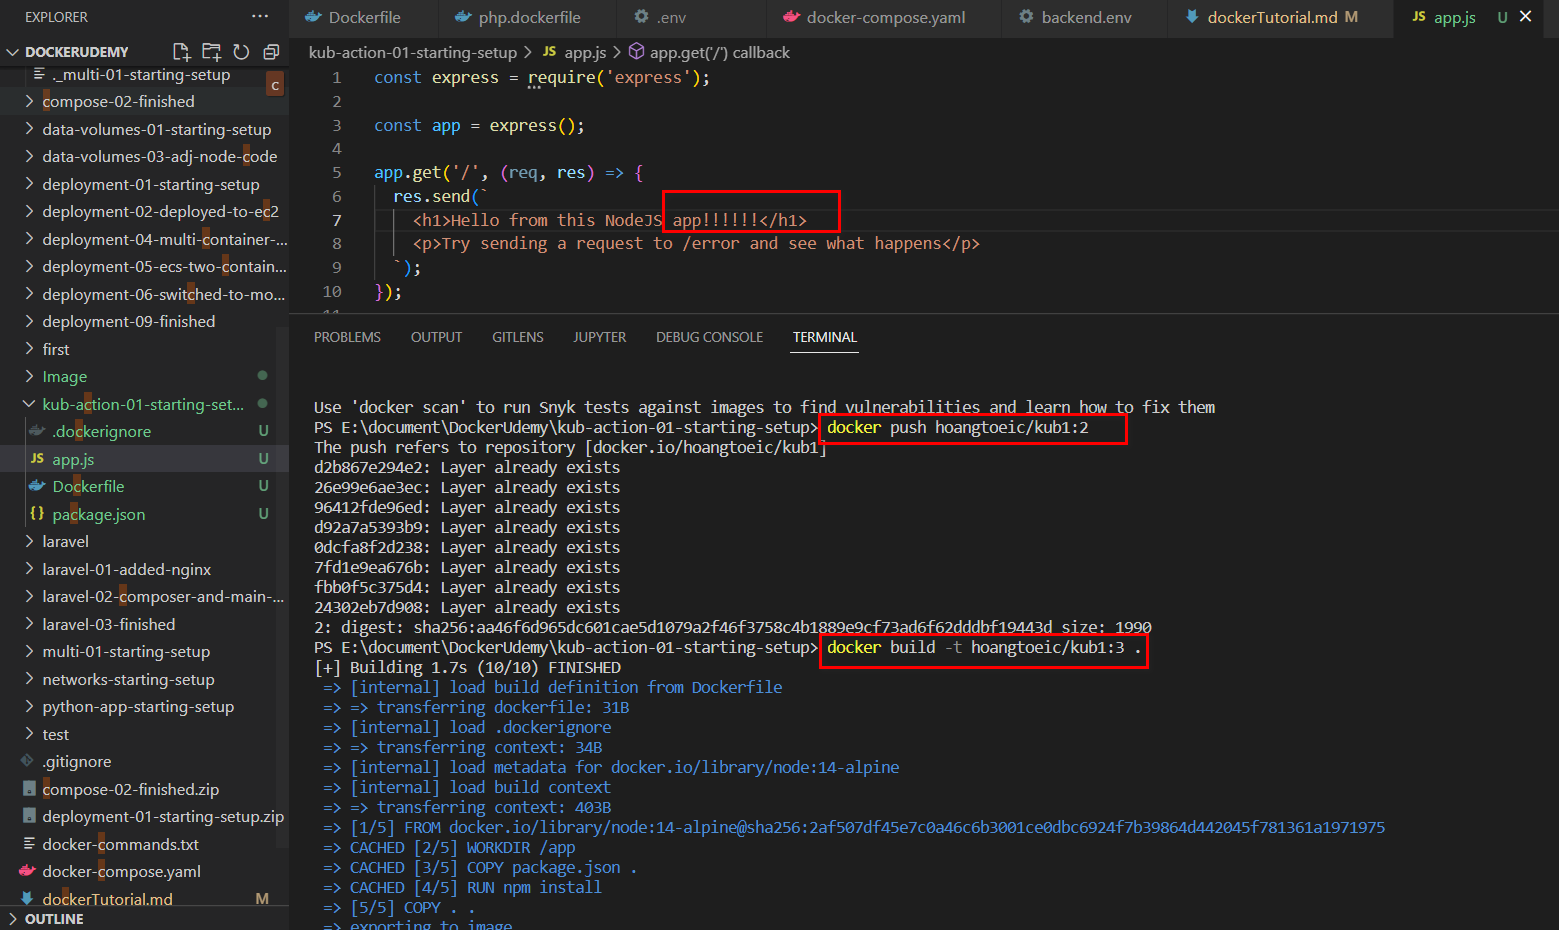 EXPLORER
···
DOCKERUDEMY
._multi-01-starting-setup
c
compose-02-finished
data-volumes-01-starting-setup
data-volumes-03-adj-node-code
deployment-01-starting-setup
deployment-02-deployed-to-ec2
deployment-04-multi-container-...
deployment-05-ecs-two-contain...
deployment-06-switched-to-mo...
deployment-09-finished
first
Image
kub-action-01-starting-set...
.dockerignore U
JS app.js U
Dockerfile U
{} package.json U
laravel
laravel-01-added-nginx
laravel-02-composer-and-main-...
laravel-03-finished
multi-01-starting-setup
networks-starting-setup
python-app-starting-setup
test
.gitignore
compose-02-finished.zip
deployment-01-starting-setup.zip
docker-commands.txt
docker-compose.yaml
dockerTutorial.md M
OUTLINE
Dockerfile
php.dockerfile
.env
docker-compose.yaml
backend.env
dockerTutorial.md M
JS app.js U
kub-action-01-starting-setup > JS app.js > app.get('/') callback
1 const express = require('express');
2
3 const app = express();
4
5 app.get('/', (req, res) => {
6 res.send(`
7 <h1>Hello from this NodeJS app!!!!!!</h1>
8 <p>Try sending a request to /error and see what happens</p>
9 `);
10 });
11
PROBLEMS OUTPUT GITLENS JUPYTER DEBUG CONSOLE TERMINAL
Use 'docker scan' to run Snyk tests against images to find vulnerabilities and learn how to fix them
PS E:\document\DockerUdemy\kub-action-01-starting-setup> docker push hoangtoeic/kub1:2
The push refers to repository [docker.io/hoangtoeic/kub1]
d2b867e294e2: Layer already exists
26e99e6ae3ec: Layer already exists
96412fde96ed: Layer already exists
d92a7a5393b9: Layer already exists
0dcfa8f2d238: Layer already exists
7fd1e9ea676b: Layer already exists
fbb0f5c375d4: Layer already exists
24302eb7d908: Layer already exists
2: digest: sha256:aa46f6d965dc601cae5d1079a2f46f3758c4b1889e9cf73ad6f62dddbf19443d size: 1990
PS E:\document\DockerUdemy\kub-action-01-starting-setup> docker build -t hoangtoeic/kub1:3 .
[+] Building 1.7s (10/10) FINISHED
=> [internal] load build definition from Dockerfile
=> => transferring dockerfile: 31B
=> [internal] load .dockerignore
=> => transferring context: 34B
=> [internal] load metadata for docker.io/library/node:14-alpine
=> [internal] load build context
=> => transferring context: 403B
=> [1/5] FROM docker.io/library/node:14-alpine@sha256:2af507df45e7c0a46c6b3001ce0dbc6924f7b39864d442045f781361a1971975
=> CACHED [2/5] WORKDIR /app
=> CACHED [3/5] COPY package.json .
=> CACHED [4/5] RUN npm install
=> [5/5] COPY . .
=> exporting to image